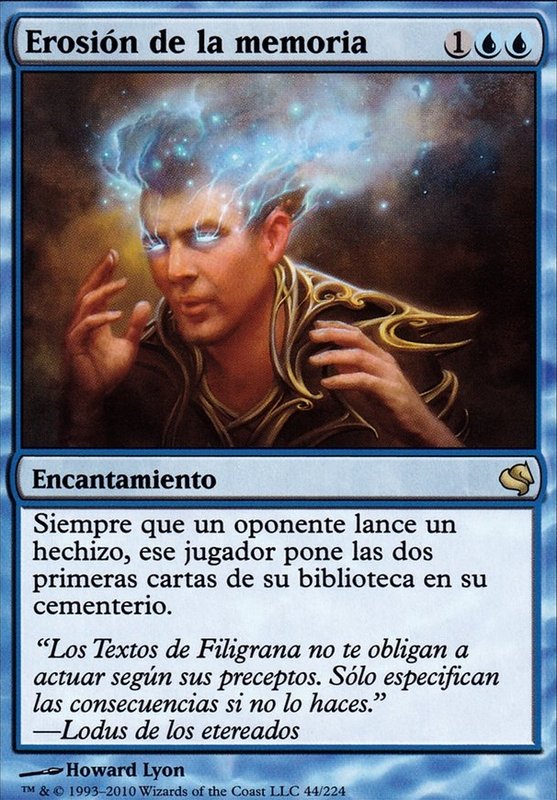 Erosión de la memoria 1
Encantamiento
Siempre que un oponente lance un
hechizo, ese jugador pone las dos
primeras cartas de su biblioteca en su
cementerio.
“Los Textos de Filigrana no te obligan a
actuar según sus preceptos. Sólo especifican
las consecuencias si no lo haces.”
—Lodus de los etereados
Howard Lyon
™ & © 1993–2010 Wizards of the Coast LLC 44/224